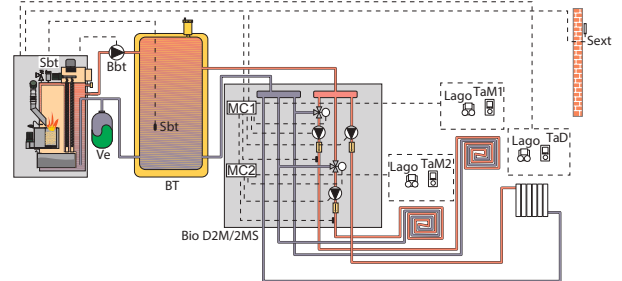 Sbt
Bbt
Sext
MC1
Lago TaM1
Sbt
Ve
Lago TaD
MC2
Lago TaM2
BT
Bio D2M/2MS